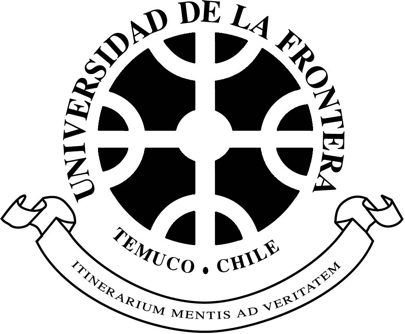 UNIVERSIDAD DE LA FRONTERA
TEMUCO • CHILE
ITINERARIUM MENTIS AD VERITATEM